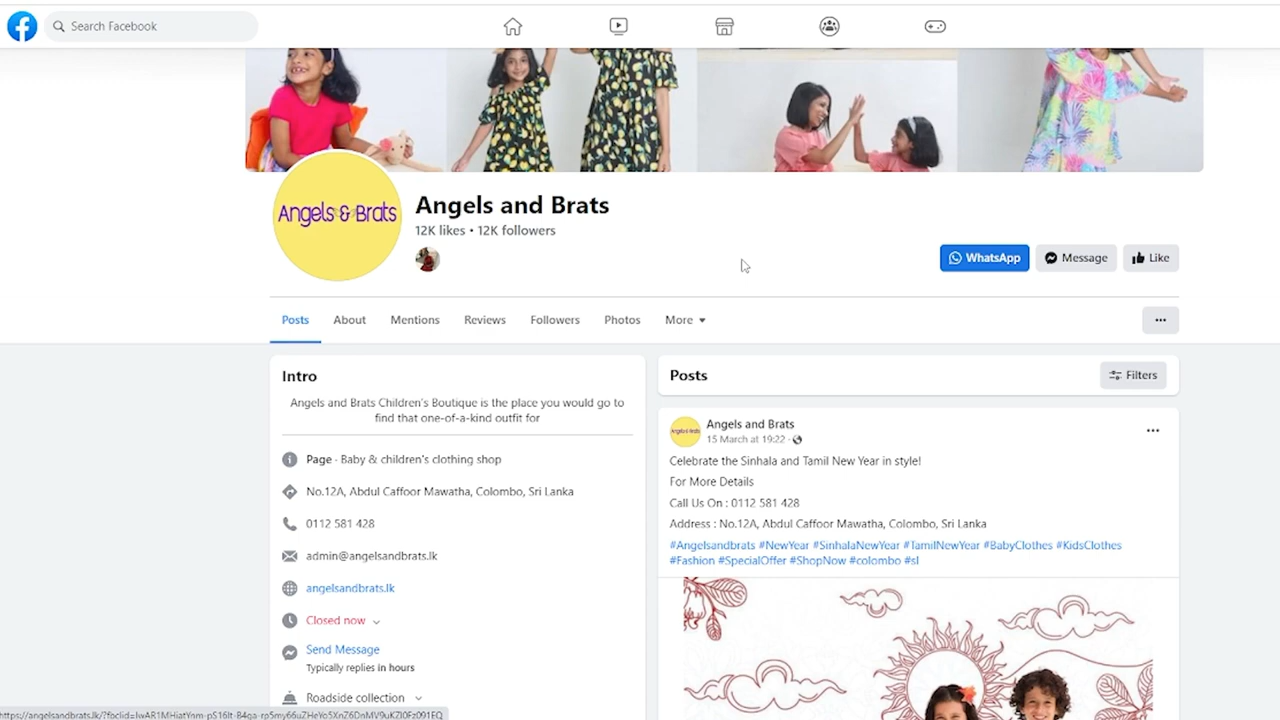 Search Facebook
Angels & Brats
Angels and Brats
12K likes • 12K followers
WhatsApp
Message
Like
Posts
About
Mentions
Reviews
Followers
Photos
More
Intro
Angels and Brats Children's Boutique is the place you would go to
find that one-of-a-kind outfit for
Page · Baby & children's clothing shop
No.12A, Abdul Caffoor Mawatha, Colombo, Sri Lanka
0112 581 428
admin@angelsandbrats.lk
angelsandbrats.lk
Closed now
Send Message
Typically replies in hours
Roadside collection
Posts
Filters
Angels & Brats
Angels and Brats
15 March at 19:22 ·
Celebrate the Sinhala and Tamil New Year in style!
For More Details
Call Us On : 0112 581 428
Address : No.12A, Abdul Caffoor Mawatha, Colombo, Sri Lanka
#Angelsandbrats #NewYear #SinhalaNewYear #TamilNewYear #BabyClothes #KidsClothes
#Fashion #SpecialOffer #ShopNow #colombo #sl